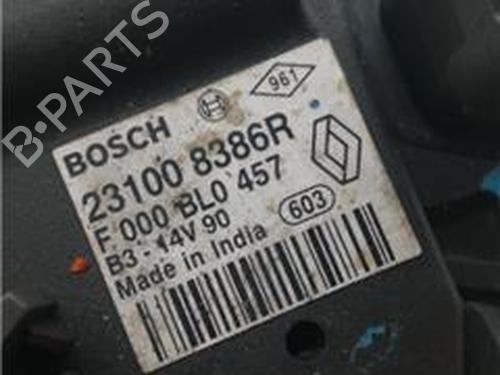 B-PARTS
961
BOSCH
23100 8386R
F 000 BL0 457
B3 - 14V 90
603
Made in India